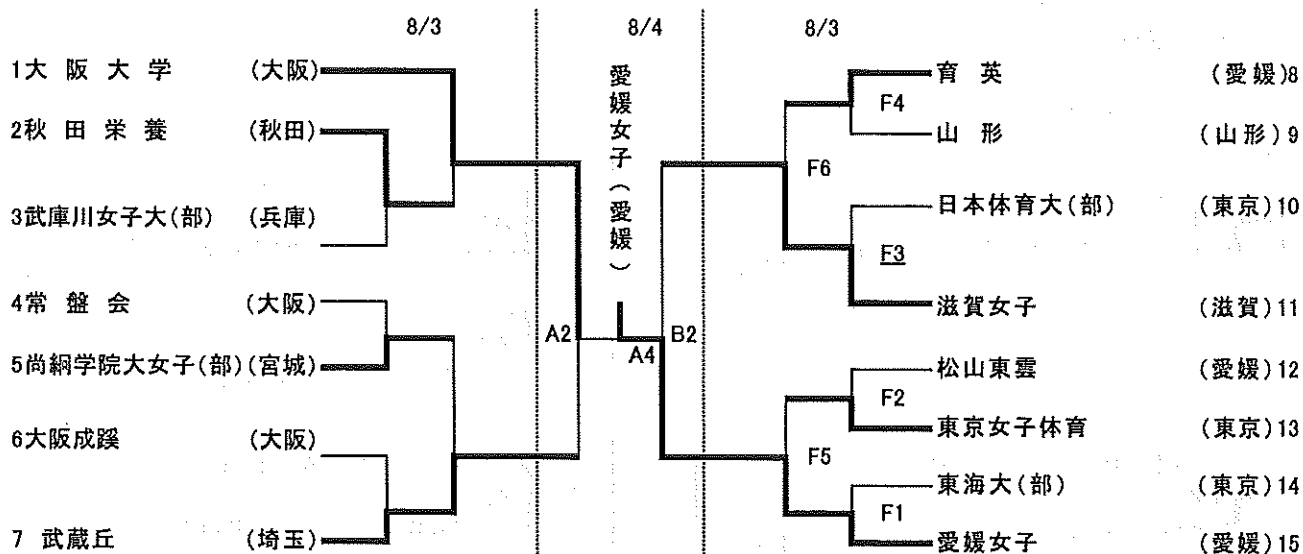 8/3
8/4
8/3
1大 阪 大 学 (大阪)
2秋 田 栄 養 (秋田)
3武庫川女子大(部) (兵庫)
4常 盤 会 (大阪)
5尚絅学院大女子(部)(宮城)
6大阪成蹊 (大阪)
7 武蔵丘 (埼玉)
A2
愛媛女子(愛媛)
A4
B2
育 英 (愛媛)8
F4
山 形 (山形)9
F6
日本体育大(部) (東京)10
F3
滋賀女子 (滋賀)11
松山東雲 (愛媛)12
F2
東京女子体育 (東京)13
F5
東海大(部) (東京)14
F1
愛媛女子 (愛媛)15